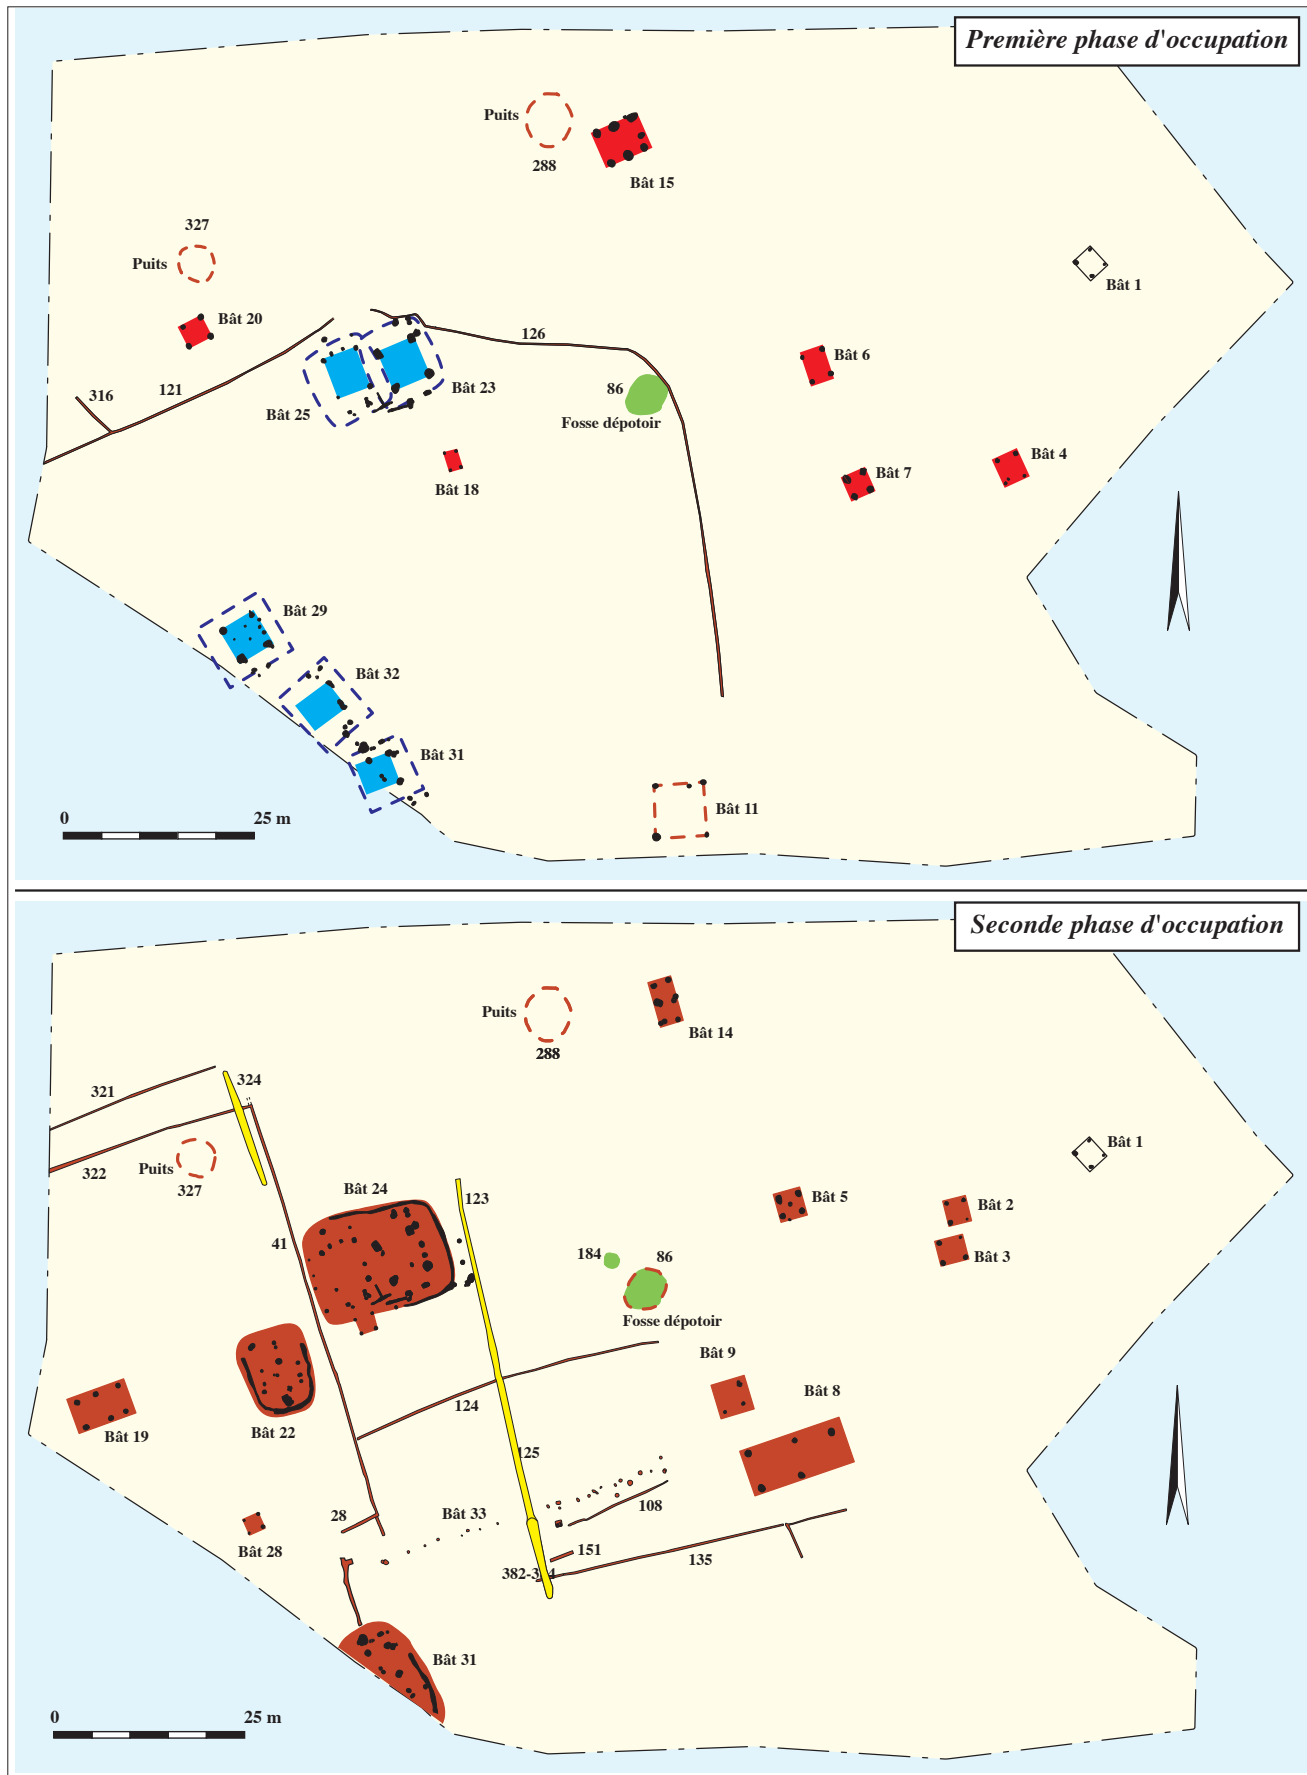 Première phase d'occupation
Puits
288
Bât 15
327
Puits
Bât 1
Bât 20
126
Bât 6
316
121
Bât 25
Bât 23
86
Fosse dépotoir
Bât 18
Bât 7
Bât 4
Bât 29
Bât 32
Bât 31
Bât 11
0
25 m
Seconde phase d'occupation
Puits
288
Bât 14
321
324
322
Puits
327
Bât 1
Bât 24
123
Bât 5
Bât 2
41
184
86
Bât 3
Fosse dépotoir
Bât 9
Bât 8
124
Bât 19
Bât 22
125
108
28
Bât 33
Bât 28
151
135
Bât 31
0
25 m